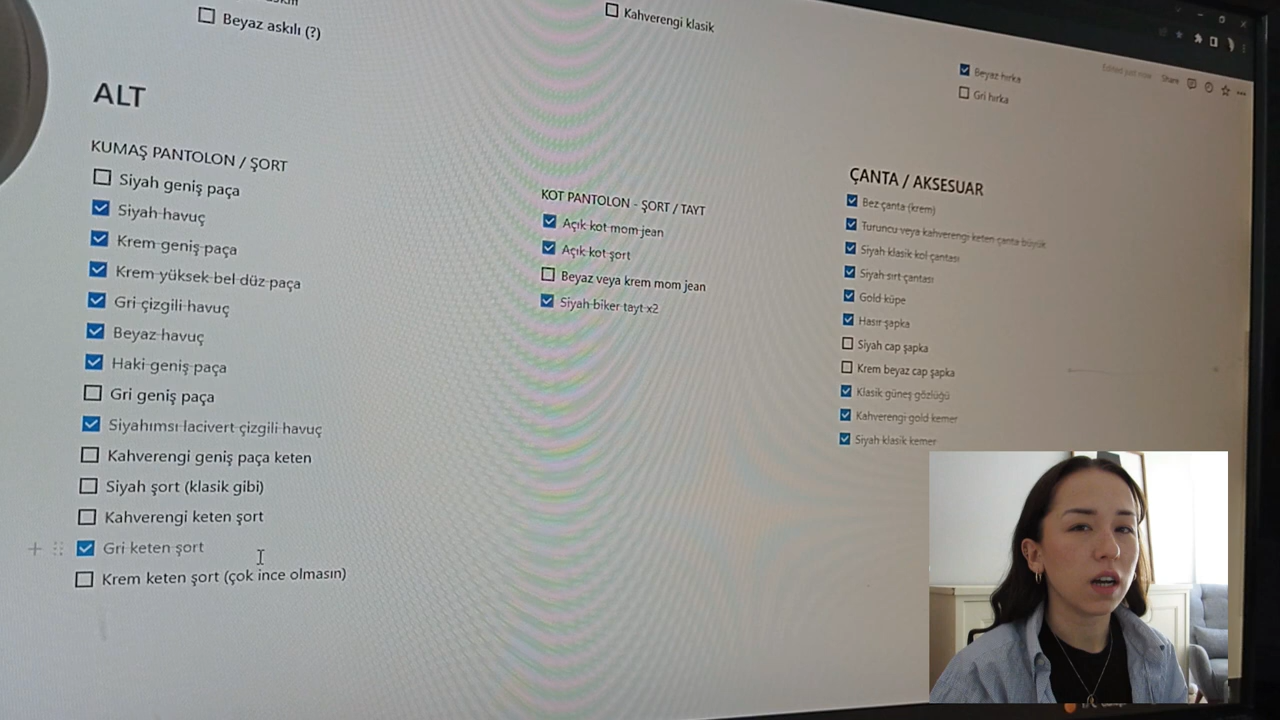 Beyaz askılı (?)
ALT
KUMAŞ PANTOLON / ŞORT
Siyah geniş paça
Siyah havuç
Krem geniş paça
Krem yüksek bel düz paça
Gri çizgili havuç
Beyaz havuç
Haki geniş paça
Gri geniş paça
Siyahımsı lacivert çizgili havuç
Kahverengi geniş paça keten
Siyah şort (klasik gibi)
Kahverengi keten şort
Gri keten şort
Krem keten şort (çok ince olmasın)
Kahverengi klasik
KOT PANTOLON - ŞORT / TAYT
Açık kot mom jean
Açık kot şort
Beyaz veya krem mom jean
Siyah biker tayt x2
Edited just now Share
Beyaz hırka
Gri hırka
ÇANTA / AKSESUAR
Bez çanta (krem)
Turuncu veya kahverengi keten çanta büyük
Siyah klasik kol çantası
Siyah sırt çantası
Gold küpe
Hasır şapka
Siyah cap şapka
Krem beyaz cap şapka
Klasik güneş gözlüğü
Kahverengi gold kemer
Siyah klasik kemer